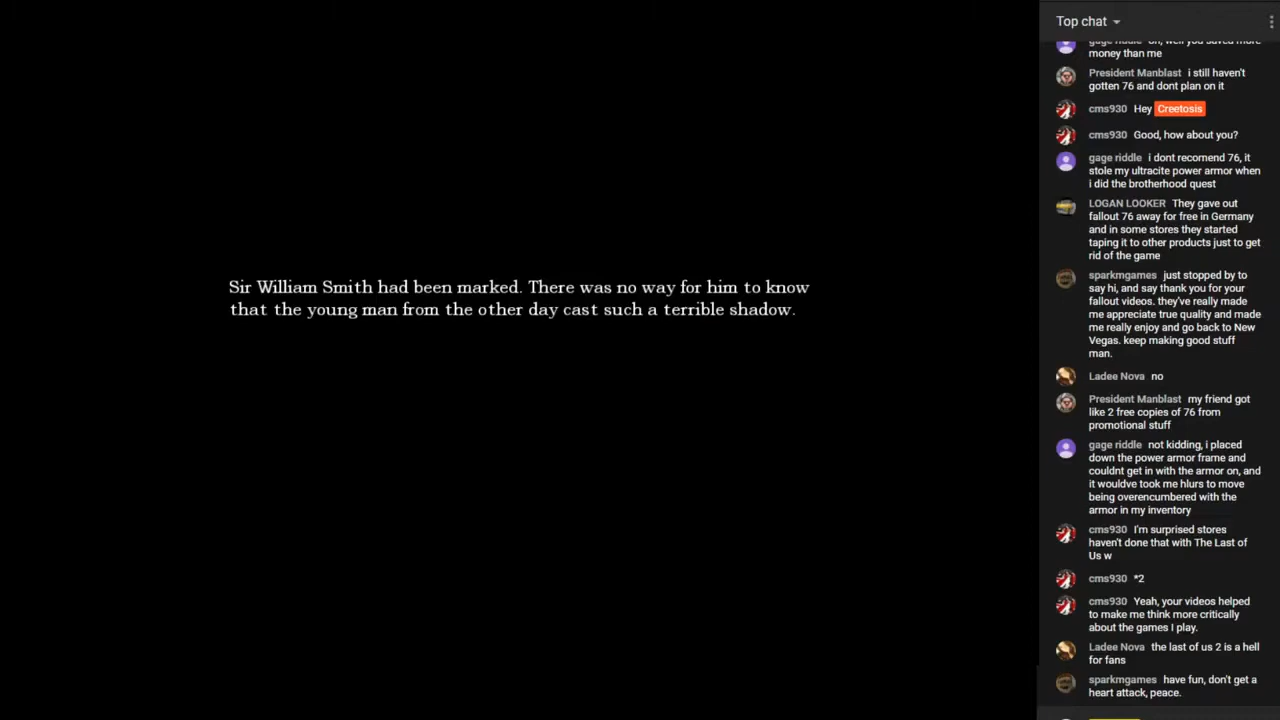 Top chat
gage riddle Oh, well you saved more
money than me
President Manblast i still haven't
gotten 76 and dont plan on it
cms930 Hey Creetosis
cms930 Good, how about you?
gage riddle i dont recomend 76, it
stole my ultracite power armor when
i did the brotherhood quest
LOGAN LOOKER They gave out
fallout 76 away for free in Germany
and in some stores they started
taping it to other products just to get
rid of the game
sparkmgames just stopped by to
say hi, and say thank you for your
fallout videos. they've really made
me appreciate true quality and made
me really enjoy and go back to New
Vegas. keep making good stuff
man.
Ladee Nova no
President Manblast my friend got
like 2 free copies of 76 from
promotional stuff
gage riddle not kidding, i placed
down the power armor frame and
couldnt get in with the armor on, and
it wouldve took me hlurs to move
being overencumbered with the
armor in my inventory
cms930 I'm surprised stores
haven't done that with The Last of
Us w
cms930 *2
cms930 Yeah, your videos helped
to make me think more critically
about the games I play.
Ladee Nova the last of us 2 is a hell
for fans
sparkmgames have fun, don't get a
heart attack, peace.
Sir William Smith had been marked. There was no way for him to know
that the young man from the other day cast such a terrible shadow.